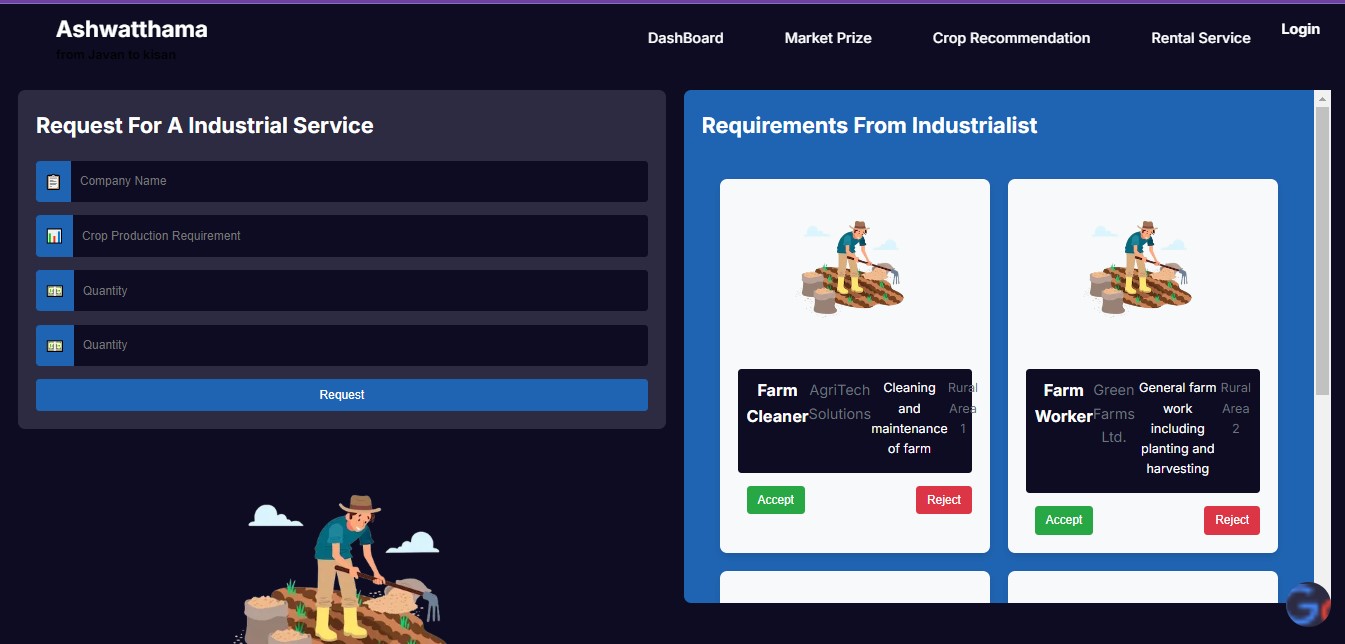 Ashwatthama
from Javan to kisan
DashBoard
Market Prize
Crop Recommendation
Rental Service
Login
Request For A Industrial Service
Company Name
Crop Production Requirement
Quantity
Quantity
Request
Requirements From Industrialist
Farm
Cleaner
AgriTech
Solutions
Cleaning
and
maintenance
of farm
Rural
Area
1
Accept
Reject
Farm
Worker
Green
Farms
Ltd.
General farm
work
including
planting and
harvesting
Rural
Area
2
Accept
Reject